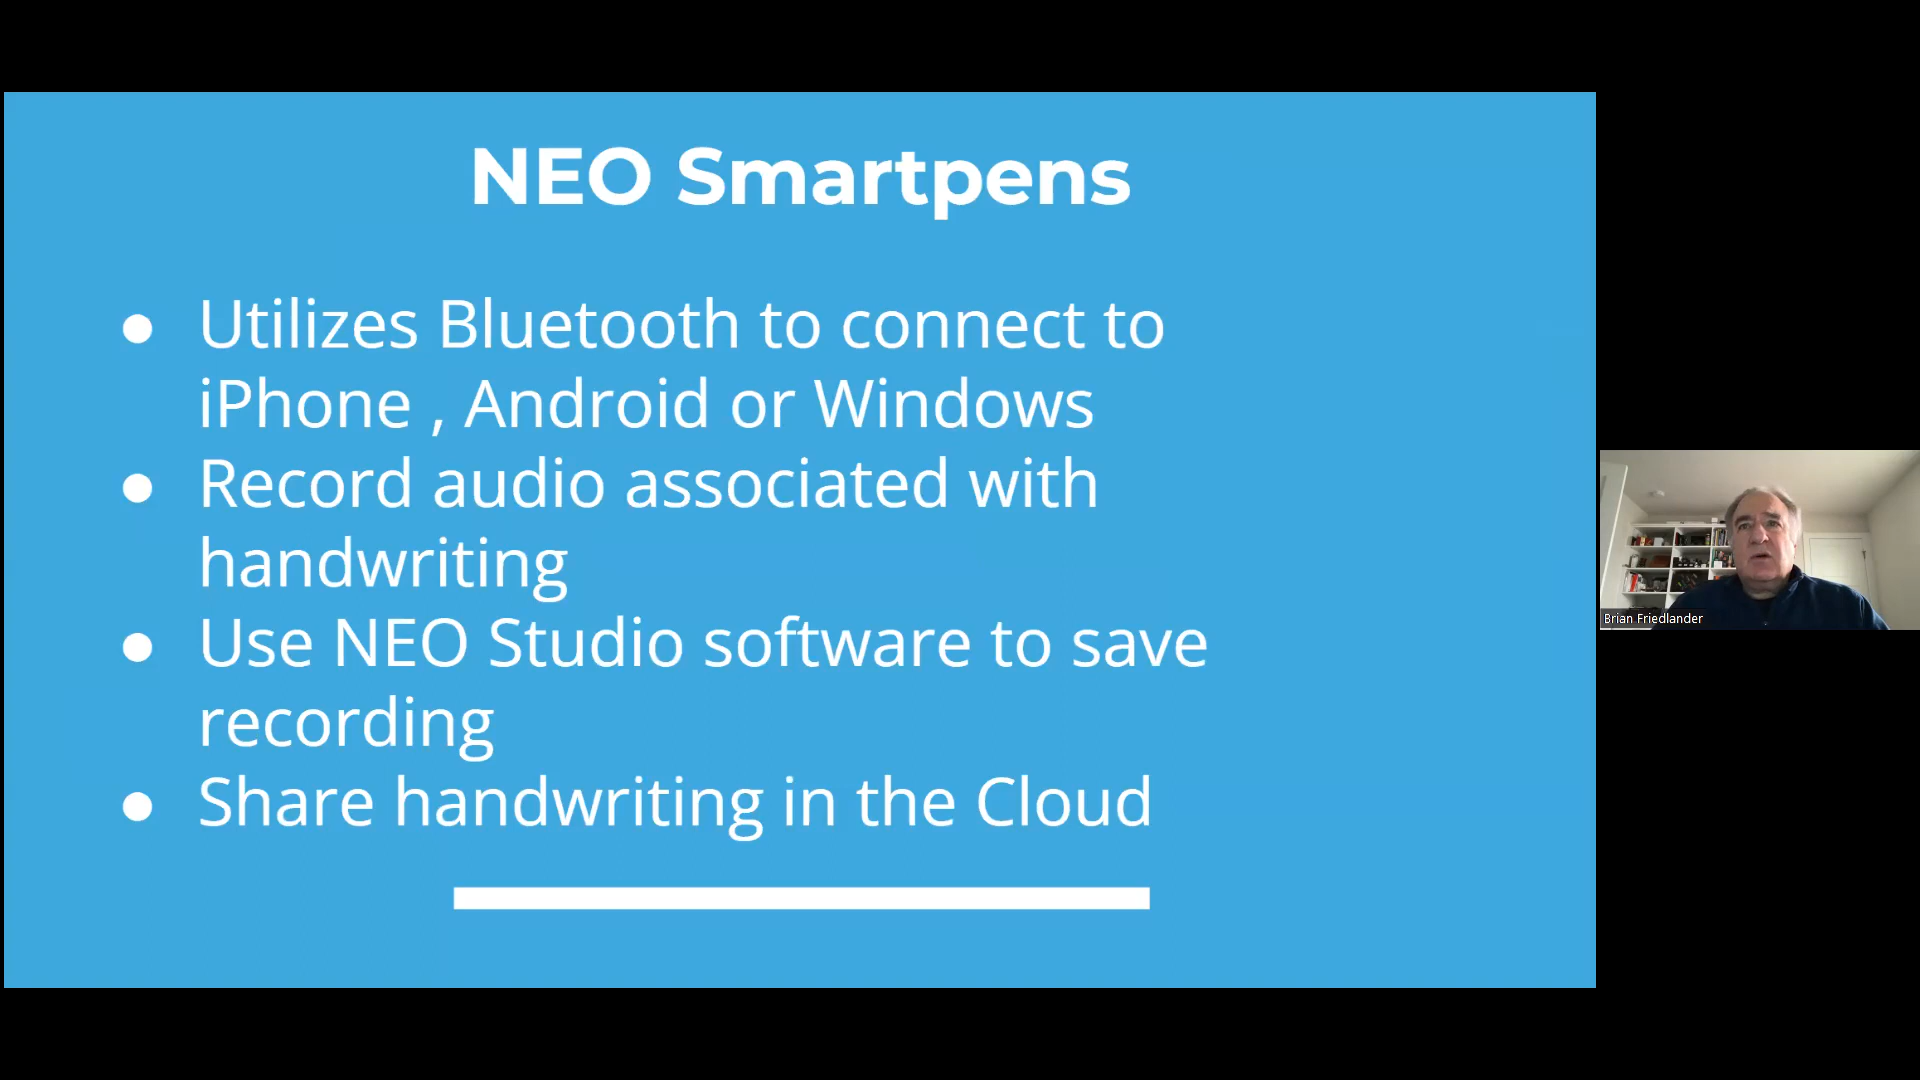 NEO Smartpens
● Utilizes Bluetooth to connect to
iPhone , Android or Windows
● Record audio associated with
handwriting
● Use NEO Studio software to save
recording
● Share handwriting in the Cloud
Brian Friedlander